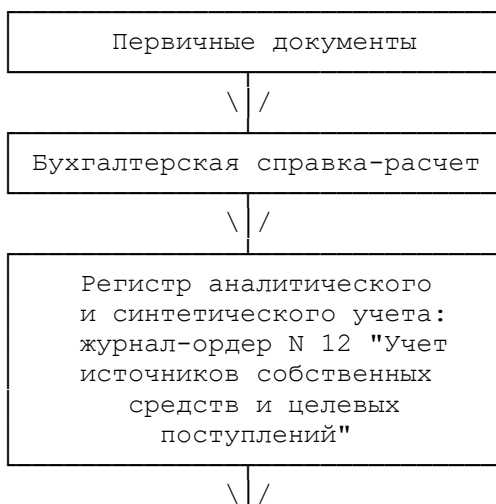 Первичные документы
Бухгалтерская справка-расчет
Регистр аналитического
и синтетического учета:
журнал-ордер N 12 "Учет
источников собственных
средств и целевых
поступлений"